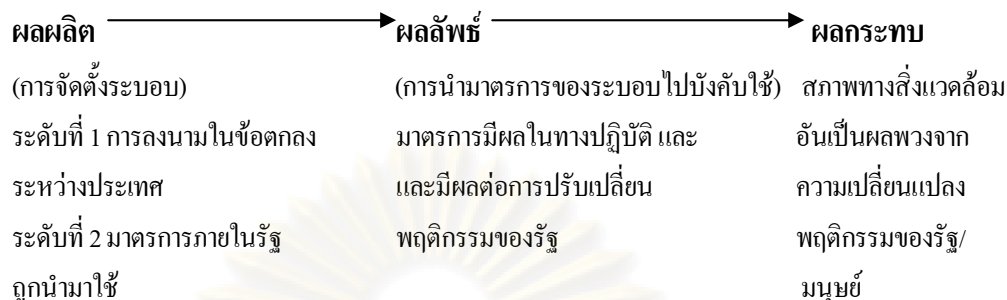 ผลผลิต ผลลัพธ์ ผลกระทบ
(การจัดตั้งระบอบ) (การนำมาตรการของระบอบไปบังคับใช้) สภาพทางสิ่งแวดล้อม
ระดับที่ 1 การลงนามในข้อตกลง มาตรการมีผลในทางปฏิบัติ และ อันเป็นผลพวงจาก
ระหว่างประเทศ และมีผลต่อการปรับเปลี่ยน ความเปลี่ยนแปลง
ระดับที่ 2 มาตรการภายในรัฐ พฤติกรรมของรัฐ พฤติกรรมของรัฐ/
ถูกนำมาใช้ มนุษย์